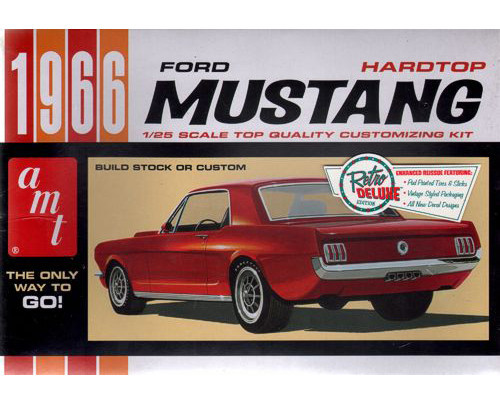 1966
FORD
HARDTOP
MUSTANG
1/25 SCALE TOP QUALITY CUSTOMIZING KIT
amt
®
THE ONLY
WAY TO
GO!
BUILD STOCK OR CUSTOM
Retro
DELUXE
EDITION
ENHANCED REISSUE FEATURING:
• Pad Printed Tires & Slicks
• Vintage Styled Packaging
• All New Decal Designs